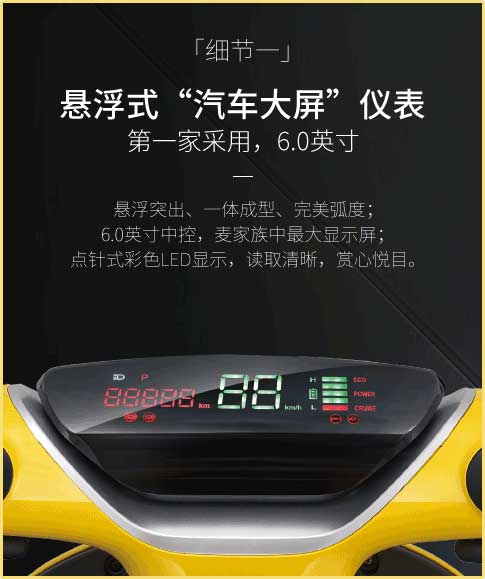 「细节一」
悬浮式“汽车大屏”仪表
第一家采用，6.0英寸
悬浮突出、一体成型、完美弧度；
6.0英寸中控，麦家族中最大显示屏；
点针式彩色LED显示，读取清晰，赏心悦目。
P
H ECO
88888 km 88 km/h POWER
L CRUISE